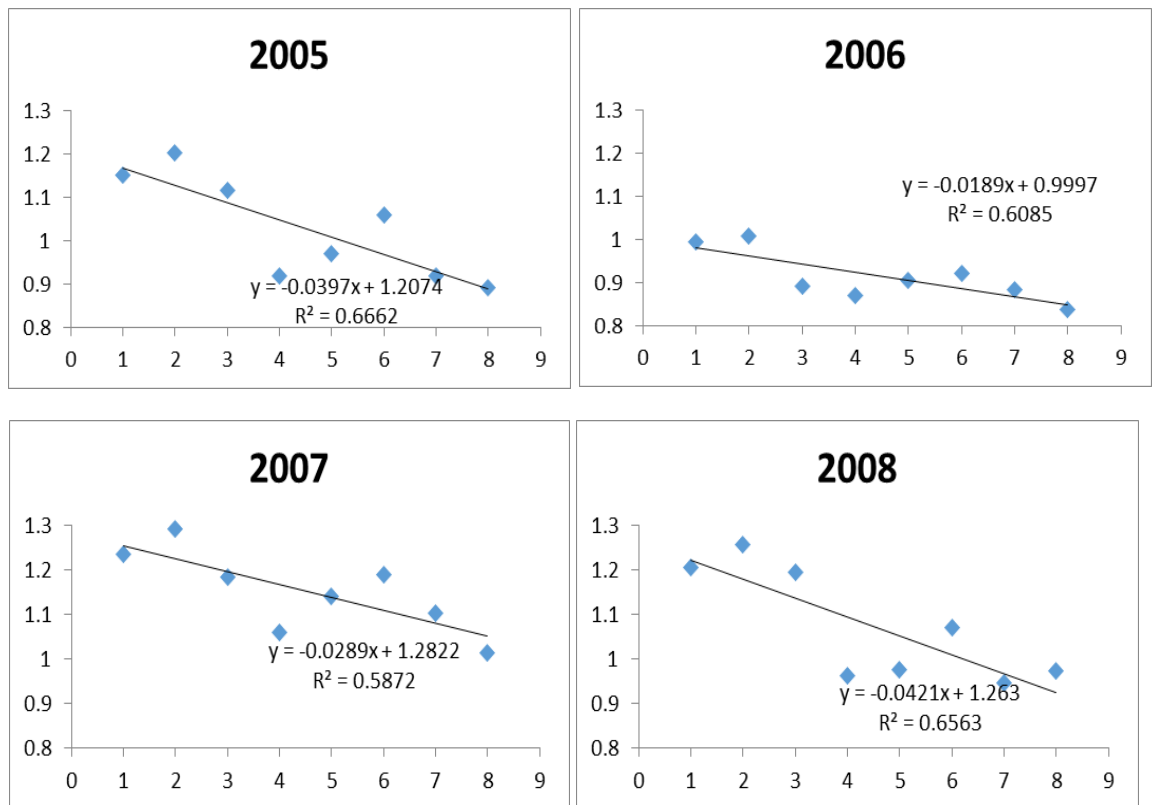 2005
1.3
1.2
1.1
1
0.9
0.8
y = -0.0397x + 1.2074
R² = 0.6662
0 1 2 3 4 5 6 7 8 9
2006
1.3
1.2
1.1
1
0.9
0.8
y = -0.0189x + 0.9997
R² = 0.6085
0 1 2 3 4 5 6 7 8 9
2007
1.3
1.2
1.1
1
0.9
0.8
y = -0.0289x + 1.2822
R² = 0.5872
0 1 2 3 4 5 6 7 8 9
2008
1.3
1.2
1.1
1
0.9
0.8
y = -0.0421x + 1.263
R² = 0.6563
0 1 2 3 4 5 6 7 8 9